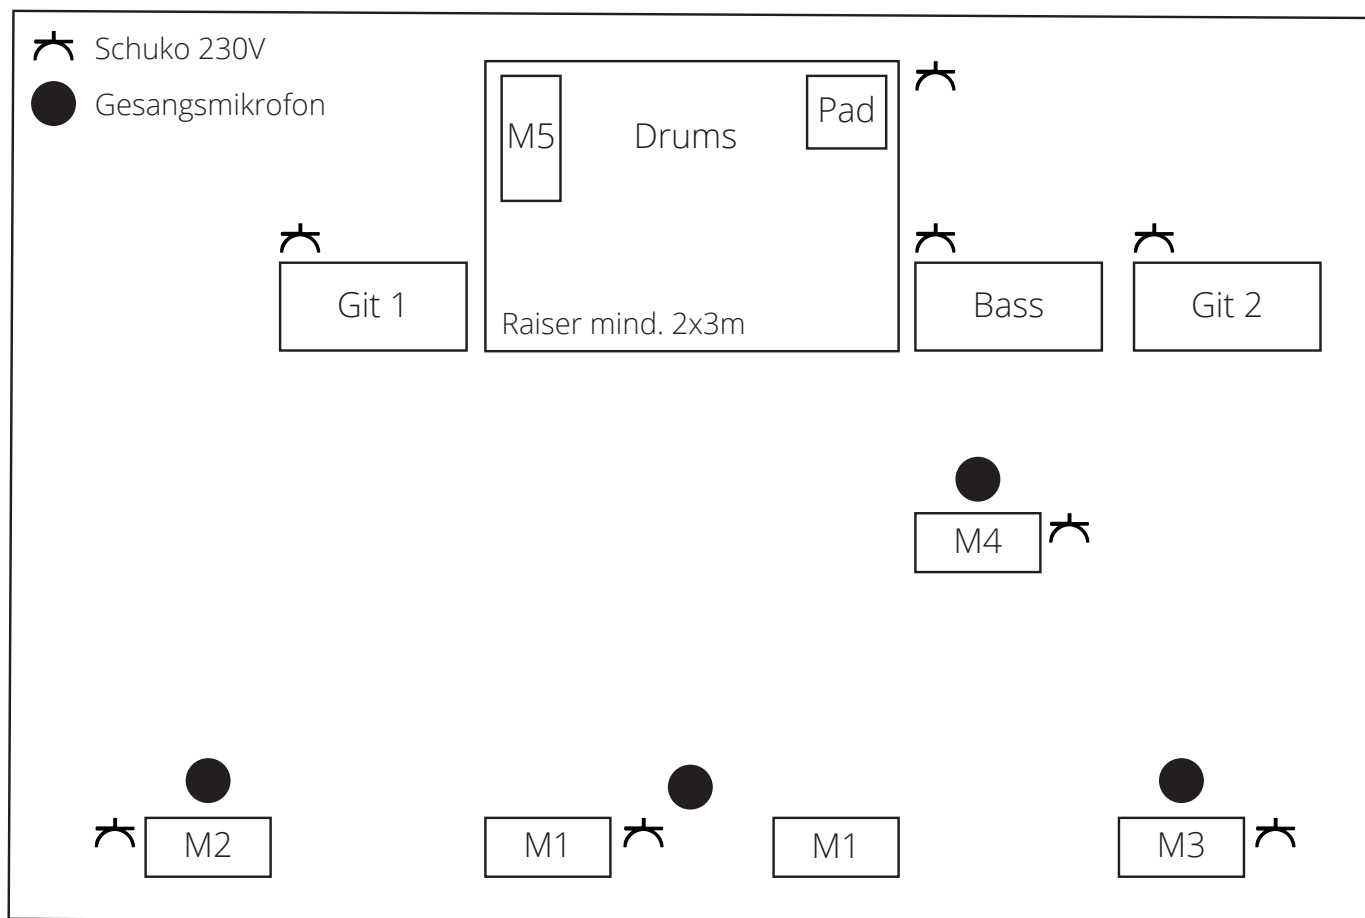 Schuko 230V
Gesangsmikrofon
M5
Drums
Pad
Git 1
Raiser mind. 2x3m
Bass
Git 2
M4
M2
M1
M1
M3